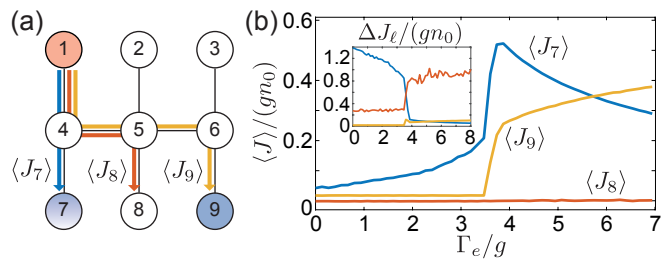 (a)
1 2 3
4 5 6
⟨J₇⟩ ⟨J₈⟩ ⟨J₉⟩
7 8 9
(b)
⟨J⟩/(gn₀)
0.6
0.4
0.2
0.0
0 1 2 3 4 5 6 7
Γₑ/g
ΔJ_ℓ/(gn₀)
1.2
0.8
0.4
0
0 2 4 6 8
⟨J₇⟩
⟨J₉⟩
⟨J₈⟩